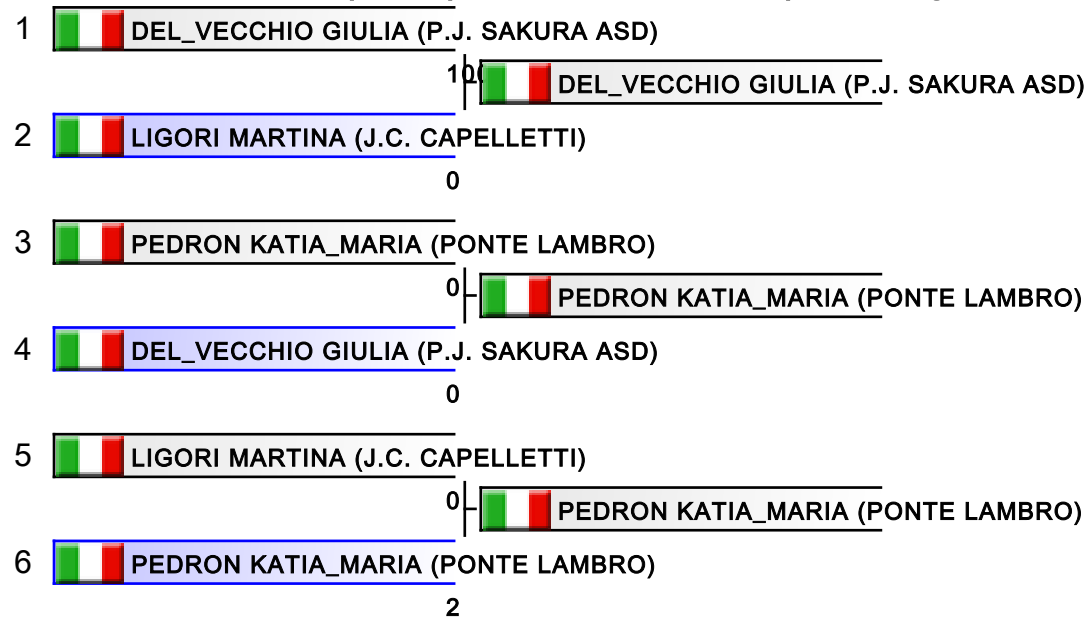 1 DEL_VECCHIO GIULIA (P.J. SAKURA ASD)
100
DEL_VECCHIO GIULIA (P.J. SAKURA ASD)
2 LIGORI MARTINA (J.C. CAPELLETTI)
0
3 PEDRON KATIA_MARIA (PONTE LAMBRO)
0
PEDRON KATIA_MARIA (PONTE LAMBRO)
4 DEL_VECCHIO GIULIA (P.J. SAKURA ASD)
0
5 LIGORI MARTINA (J.C. CAPELLETTI)
0
PEDRON KATIA_MARIA (PONTE LAMBRO)
6 PEDRON KATIA_MARIA (PONTE LAMBRO)
2